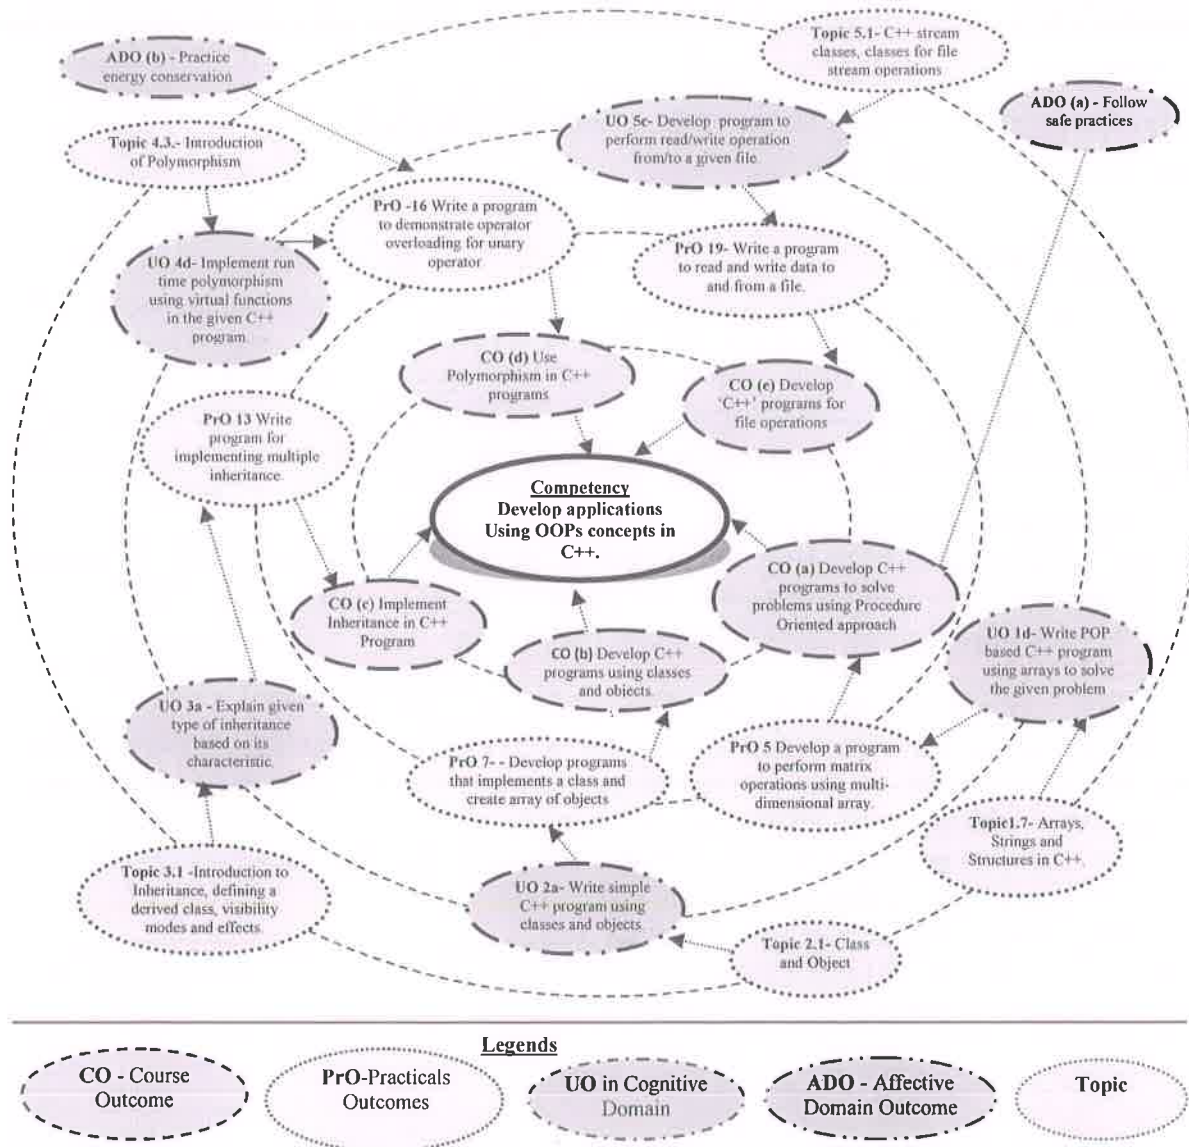 Topic 5.1- C++ stream
classes, classes for file
stream operations
ADO (b) - Practice
energy conservation
ADO (a) - Follow
safe practices
UO 5c- Develop program to
perform read/write operation
from/to a given file.
Topic 4.3.- Introduction
of Polymorphism
PrO -16 Write a program
to demonstrate operator
overloading for unary
operator
PrO 19- Write a program
to read and write data to
and from a file.
UO 4d- Implement run
time polymorphism
using virtual functions
in the given C++
program.
CO (d) Use
Polymorphism in C++
programs
CO (e) Develop
'C++' programs for
file operations
PrO 13 Write
program for
implementing multiple
inheritance.
Competency
Develop applications
Using OOPs concepts in
C++.
CO (a) Develop C++
programs to solve
problems using Procedure
Oriented approach
CO (c) Implement
Inheritance in C++
Program
CO (b) Develop C++
programs using classes
and objects.
UO 1d- Write POP
based C++ program
using arrays to solve
the given problem
UO 3a - Explain given
type of inheritance
based on its
characteristic.
PrO 7- - Develop programs
that implements a class and
create array of objects
PrO 5 Develop a program
to perform matrix
operations using multi-
dimensional array.
Topic1.7- Arrays,
Strings and
Structures in C++.
Topic 3.1 -Introduction to
Inheritance, defining a
derived class, visibility
modes and effects.
UO 2a- Write simple
C++ program using
classes and objects.
Topic 2.1- Class
and Object
Legends
CO - Course
Outcome
PrO-Practicals
Outcomes
UO in Cognitive
Domain
ADO - Affective
Domain Outcome
Topic